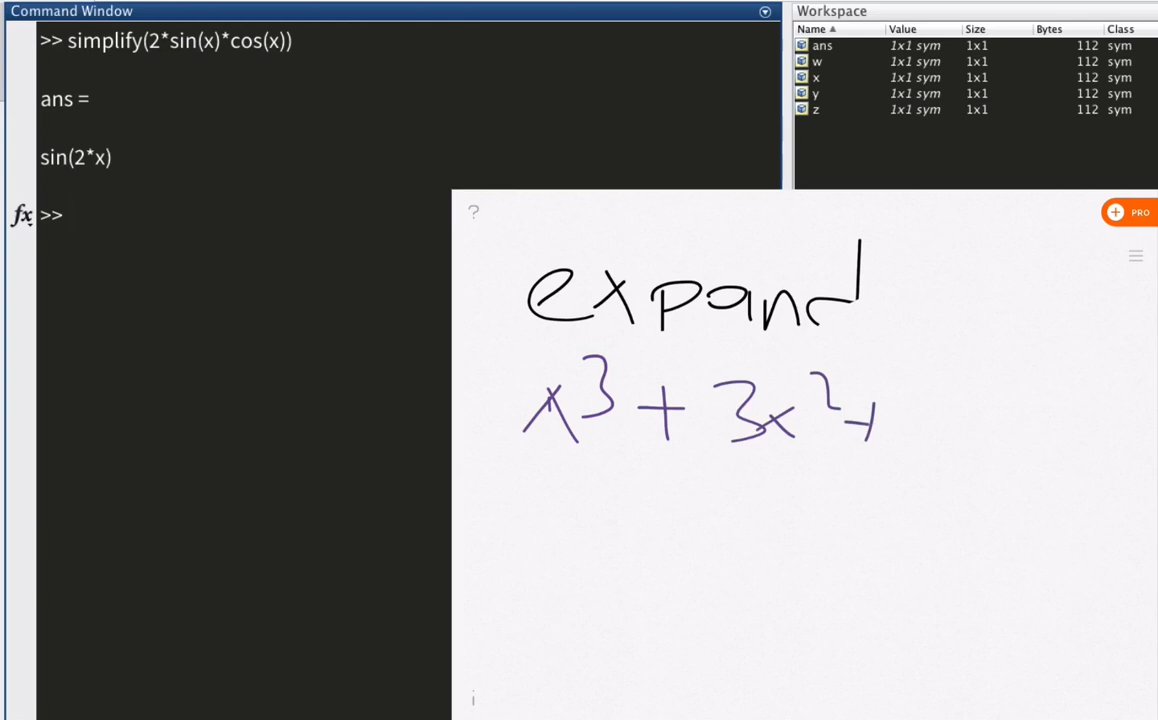 Command Window
>> simplify(2*sin(x)*cos(x))
ans =
sin(2*x)
fx >>
Workspace
Name Value Size Bytes Class
ans 1x1 sym 1x1 112 sym
w 1x1 sym 1x1 112 sym
x 1x1 sym 1x1 112 sym
y 1x1 sym 1x1 112 sym
z 1x1 sym 1x1 112 sym
?
+ PRO
expand
x³ + 3x² +
i